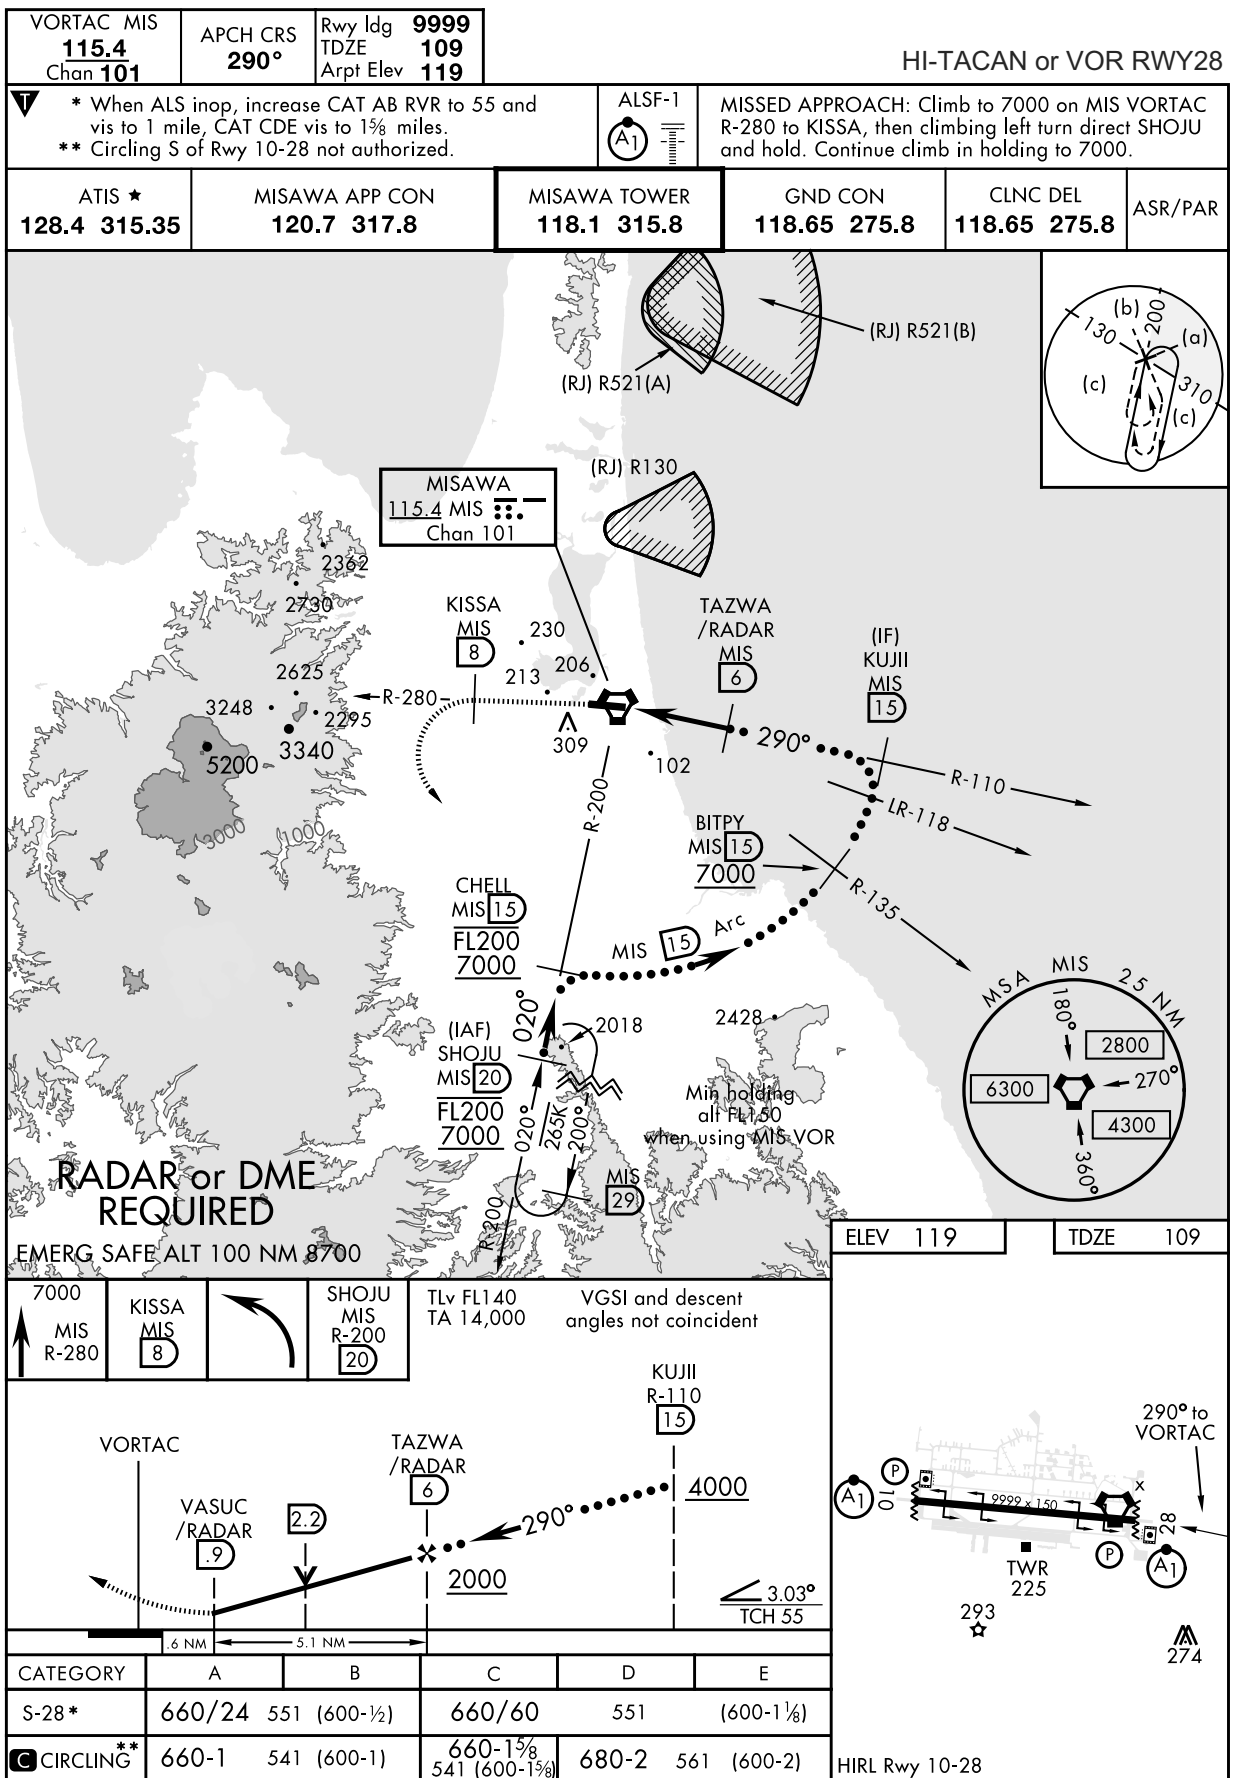 VORTAC MIS
115.4
Chan 101
APCH CRS
290°
Rwy ldg 9999
TDZE 109
Arpt Elev 119
HI-TACAN or VOR RWY28
T
* When ALS inop, increase CAT AB RVR to 55 and
vis to 1 mile, CAT CDE vis to 1⅝ miles.
** Circling S of Rwy 10-28 not authorized.
ALSF-1
A1
MISSED APPROACH: Climb to 7000 on MIS VORTAC
R-280 to KISSA, then climbing left turn direct SHOJU
and hold. Continue climb in holding to 7000.
ATIS ★
128.4 315.35
MISAWA APP CON
120.7 317.8
MISAWA TOWER
118.1 315.8
GND CON
118.65 275.8
CLNC DEL
118.65 275.8
ASR/PAR
(RJ) R521(B)
(RJ) R521(A)
(b)
200
130
(a)
(c)
310
(c)
(RJ) R130
MISAWA
115.4 MIS
Chan 101
2362
2730
KISSA
MIS
8
230
206
213
TAZWA
/RADAR
MIS
6
(IF)
KUJII
MIS
15
2625
3248
2295
3340
5200
R-280
309
102
290°
R-110
LR-118
R-200
3000
1000
BITPY
MIS 15
7000
R-135
CHELL
MIS 15
FL200
7000
MIS 15 Arc
020°
(IAF)
SHOJU
MIS 20
FL200
7000
2018
2428
Min holding
alt FL150
when using MIS VOR
020°
265K
200°
MIS
29
R-200
MSA MIS 25 NM
180°
2800
6300
270°
4300
360°
RADAR or DME
REQUIRED
EMERG SAFE ALT 100 NM 8700
ELEV 119
TDZE 109
7000
MIS
R-280
KISSA
MIS
8
SHOJU
MIS
R-200
20
TLv FL140
TA 14,000
VGSI and descent
angles not coincident
KUJII
R-110
15
VORTAC
TAZWA
/RADAR
6
VASUC
/RADAR
.9
2.2
4000
290°
2000
3.03°
TCH 55
.6 NM
5.1 NM
290° to
VORTAC
P
A1
10
9999 x 150
X
28
P
A1
TWR
225
293
274
CATEGORY A B C D E
S-28* 660/24 551 (600-½) 660/60 551 (600-1⅛)
C CIRCLING** 660-1 541 (600-1) 660-1⅝ 541 (600-1⅝) 680-2 561 (600-2)
HIRL Rwy 10-28